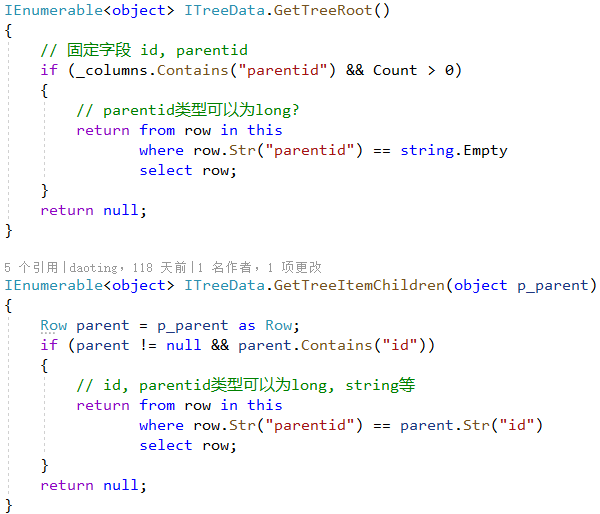 IEnumerable<object> ITreeData.GetTreeRoot()
{
    // 固定字段 id, parentid
    if (_columns.Contains("parentid") && Count > 0)
    {
        // parentid类型可以为long?
        return from row in this
               where row.Str("parentid") == string.Empty
               select row;
    }
    return null;
}
5 个引用|daoting，118 天前|1 名作者，1 项更改
IEnumerable<object> ITreeData.GetTreeItemChildren(object p_parent)
{
    Row parent = p_parent as Row;
    if (parent != null && parent.Contains("id"))
    {
        // id, parentid类型可以为long, string等
        return from row in this
               where row.Str("parentid") == parent.Str("id")
               select row;
    }
    return null;
}